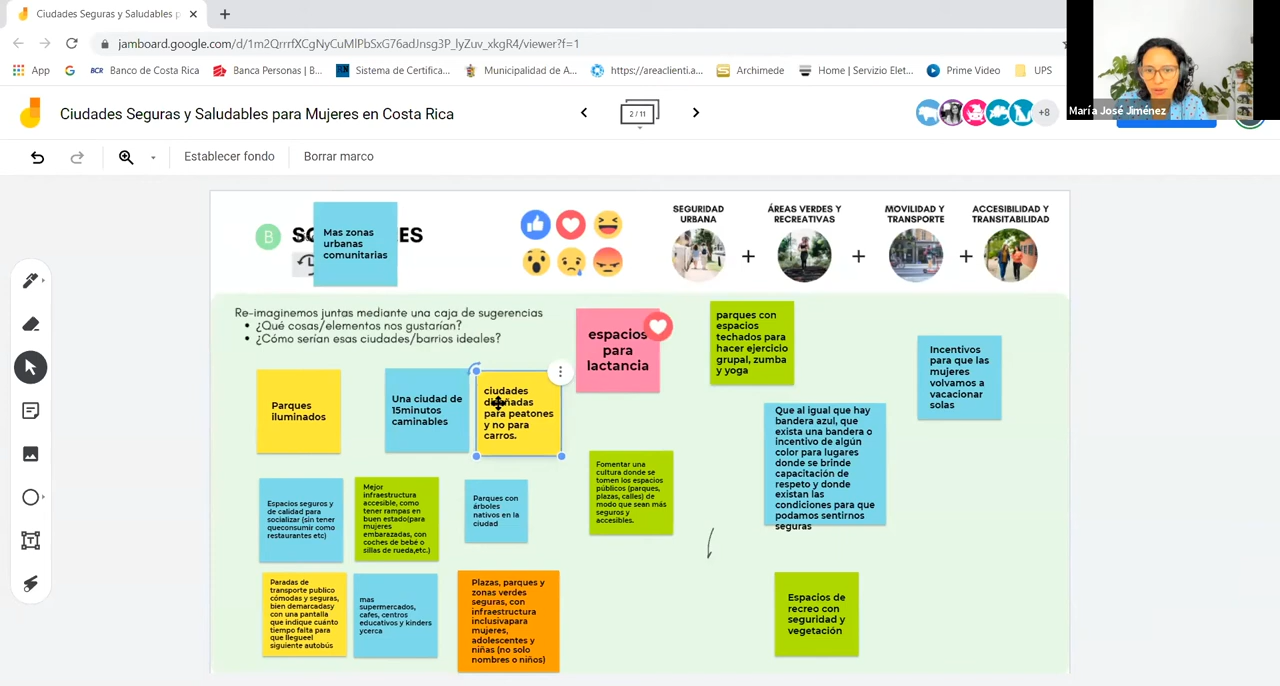 Ciudades Seguras y Saludables p
jamboard.google.com/d/1m2QrrrfXCgNyCuMlPbSxG76adJnsg3P_lyZuv_xkgR4/viewer?f=1
App
BCR
Banco de Costa Rica
Banca Personas | B...
Sistema de Certifica...
Municipalidad de A...
https://areaclienti.a...
Archimede
Home | Servizio Elet...
Prime Video
UPS
María José Jiménez
Ciudades Seguras y Saludables para Mujeres en Costa Rica
2 / 11
+8
Establecer fondo
Borrar marco
B
ES
Mas zonas
urbanas
comunitarias
SEGURIDAD
URBANA
ÁREAS VERDES Y
RECREATIVAS
MOVILIDAD Y
TRANSPORTE
ACCESIBILIDAD Y
TRANSITABILIDAD
Re-imaginemos juntas mediante una caja de sugerencias
• ¿Qué cosas/elementos nos gustarían?
• ¿Cómo serían esas ciudades/barrios ideales?
espacios
para
lactancia
parques con
espacios
techados para
hacer ejercicio
grupal, zumba
y yoga
Incentivos
para que las
mujeres
volvamos a
vacacionar
solas
Parques
iluminados
Una ciudad de
15minutos
caminables
ciudades
diseñadas
para peatones
y no para
carros.
Que al igual que hay
bandera azul, que
exista una bandera o
incentivo de algún
color para lugares
donde se brinde
capacitación de
respeto y donde
existan las
condiciones para que
podamos sentirnos
seguras
Fomentar una
cultura donde se
tomen los espacios
públicos (parques,
plazas, calles) de
modo que sean más
seguros y
accesibles.
Espacios seguros y
de calidad para
socializar (sin tener
queconsumir como
restaurantes etc)
Mejor
infraestructura
accesible, como
tener rampas en
buen estado(para
mujeres
embarazadas, con
coches de bebé o
sillas de rueda,etc.)
Parques con
árboles
nativos en la
ciudad
Paradas de
transporte publico
cómodas y seguras,
bien demarcadasy
con una pantalla
que indique cuánto
tiempo falta para
que llegueel
siguiente autobús
mas
supermercados,
cafes, centros
educativos y kinders
ycerca
Plazas, parques y
zonas verdes
seguras, con
infraestructura
inclusivapara
mujeres,
adolescentes y
niñas (no solo
nombres o niños)
Espacios de
recreo con
seguridad y
vegetación